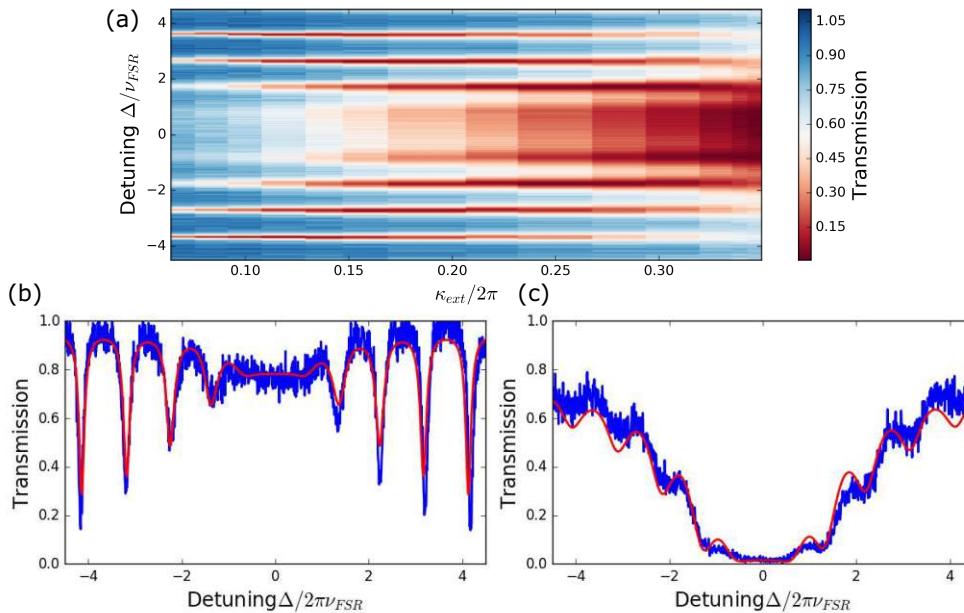 (a)
4
2
0
−2
−4
Detuning Δ/ν_FSR
0.10 0.15 0.20 0.25 0.30
κ_ext/2π
1.05
0.90
0.75
0.60
0.45
0.30
0.15
Transmission
(b)
1.0
0.8
0.6
0.4
0.2
0.0
Transmission
−4 −2 0 2 4
Detuning Δ/2πν_FSR
(c)
1.0
0.8
0.6
0.4
0.2
0.0
Transmission
−4 −2 0 2 4
Detuning Δ/2πν_FSR